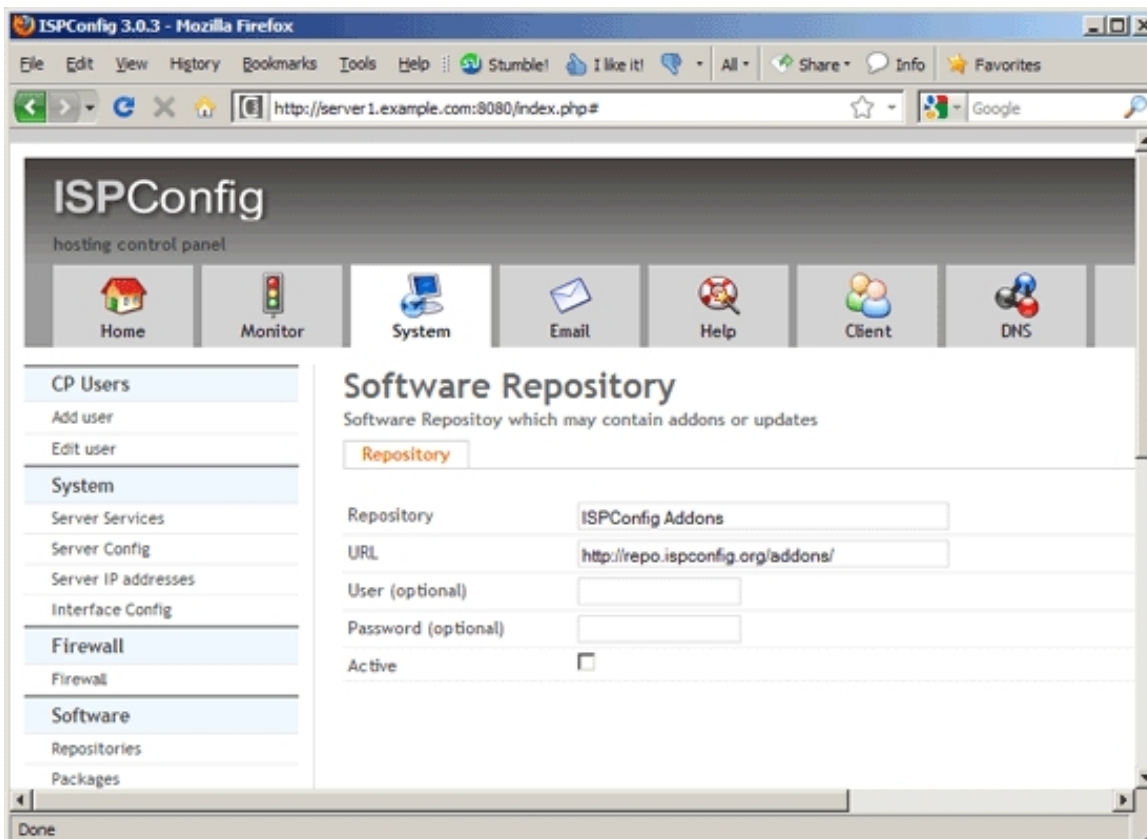 ISPConfig 3.0.3 - Mozilla Firefox
File Edit View History Bookmarks Tools Help Stumble! I like it! All Share Info Favorites
http://server1.example.com:8080/index.php# Google
ISPConfig
hosting control panel
Home Monitor System Email Help Client DNS
CP Users
Add user
Edit user
System
Server Services
Server Config
Server IP addresses
Interface Config
Firewall
Firewall
Software
Repositories
Packages
Software Repository
Software Repositoy which may contain addons or updates
Repository
Repository ISPConfig Addons
URL http://repo.ispconfig.org/addons/
User (optional)
Password (optional)
Active
Done